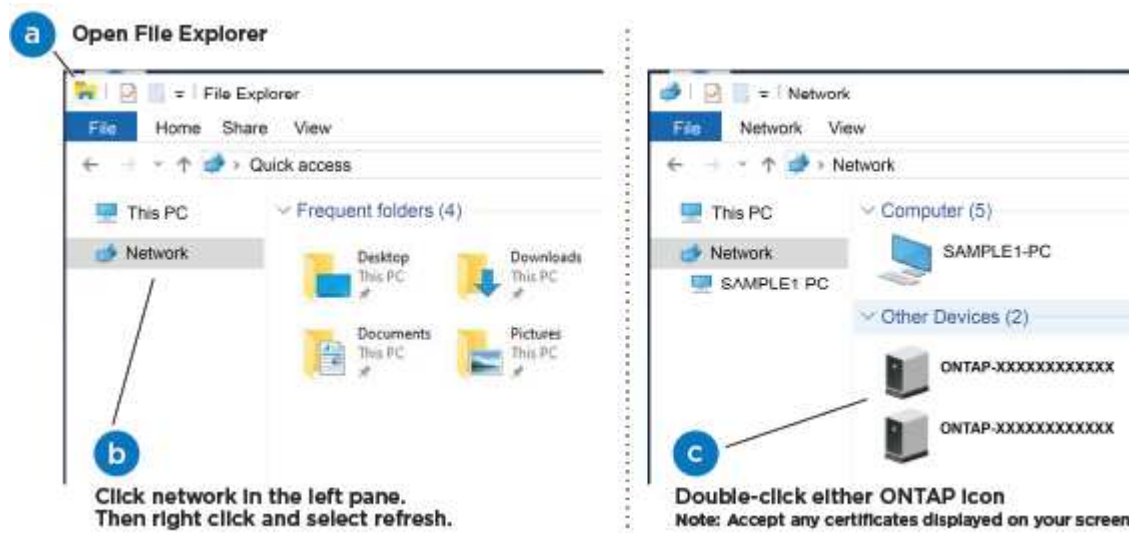 a Open File Explorer
File Explorer
File Home Share View
Quick access
This PC
Network
Frequent folders (4)
Desktop
This PC
Downloads
This PC
Documents
This PC
Pictures
This PC
b
Click network in the left pane.
Then right click and select refresh.
Network
File Network View
Network
This PC
Network
SAMPLE1 PC
Computer (5)
SAMPLE1-PC
Other Devices (2)
ONTAP-XXXXXXXXXXXX
ONTAP-XXXXXXXXXXXX
c
Double-click either ONTAP icon
Note: Accept any certificates displayed on your screen